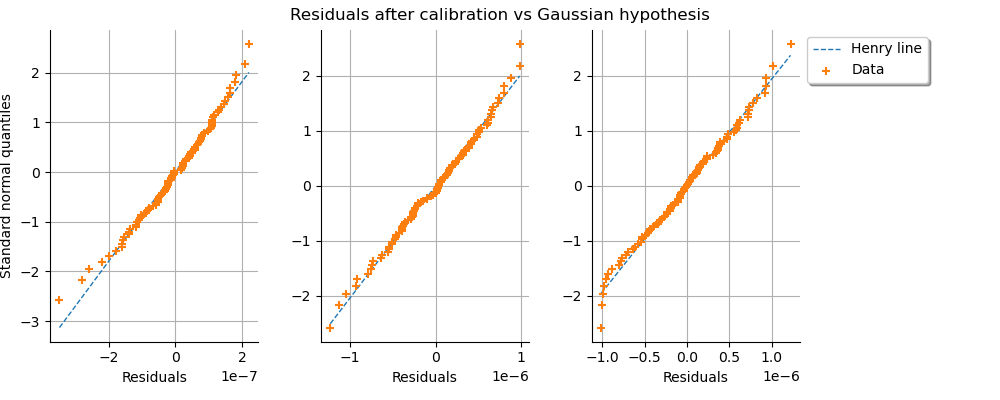 Residuals after calibration vs Gaussian hypothesis
Standard normal quantiles
2
1
0
−1
−2
−3
−2 0 2
1e−7
Residuals
2
1
0
−1
−2
−1 0 1
1e−6
Residuals
2
1
0
−1
−2
−1.0 −0.5 0.0 0.5 1.0
1e−6
Residuals
Henry line
Data